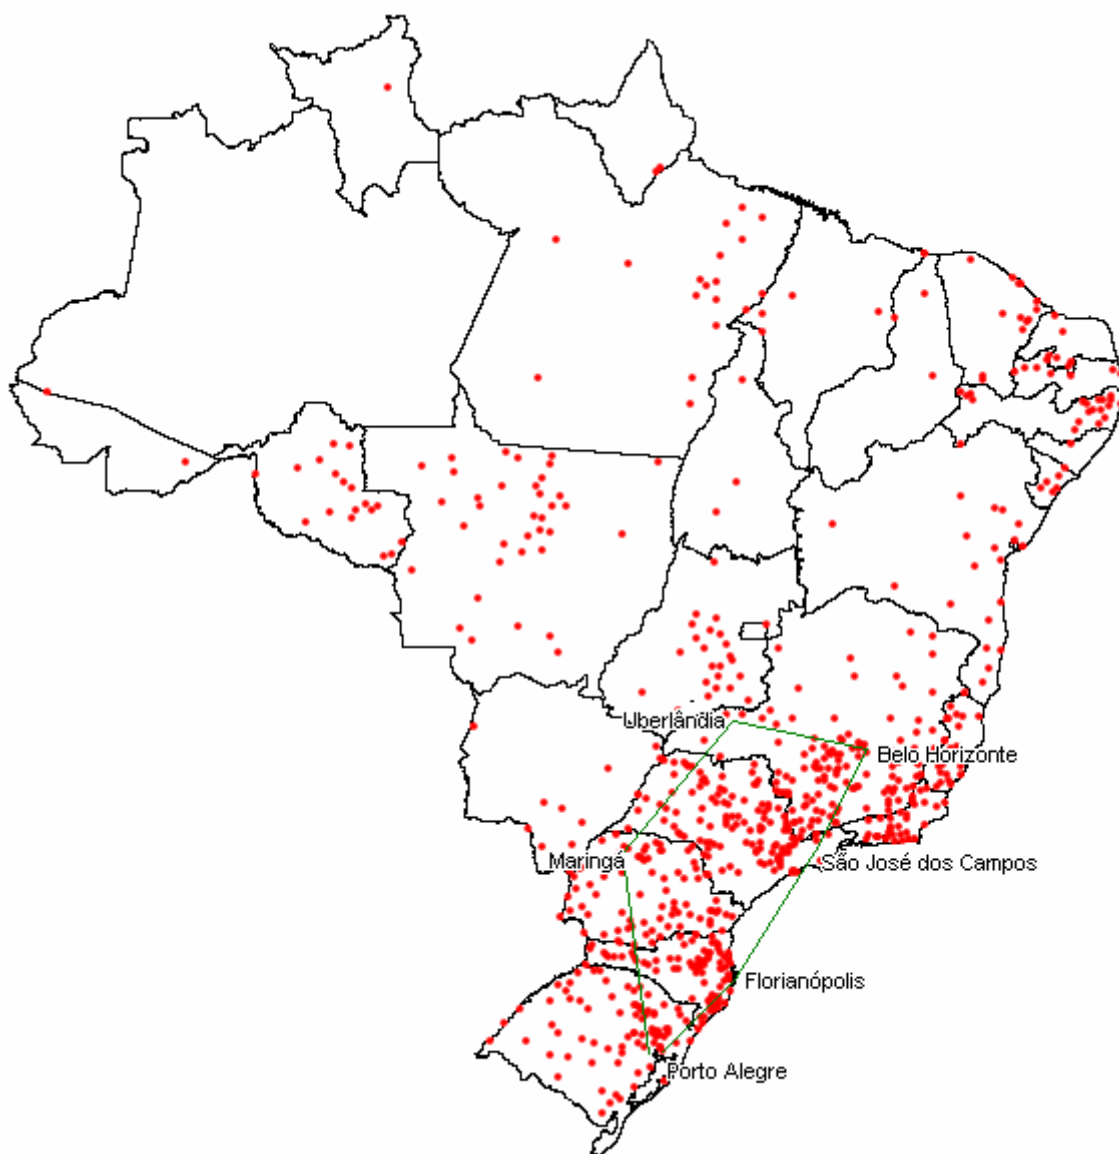 Uberlândia
Belo Horizonte
Maringá
São José dos Campos
Florianópolis
Porto Alegre